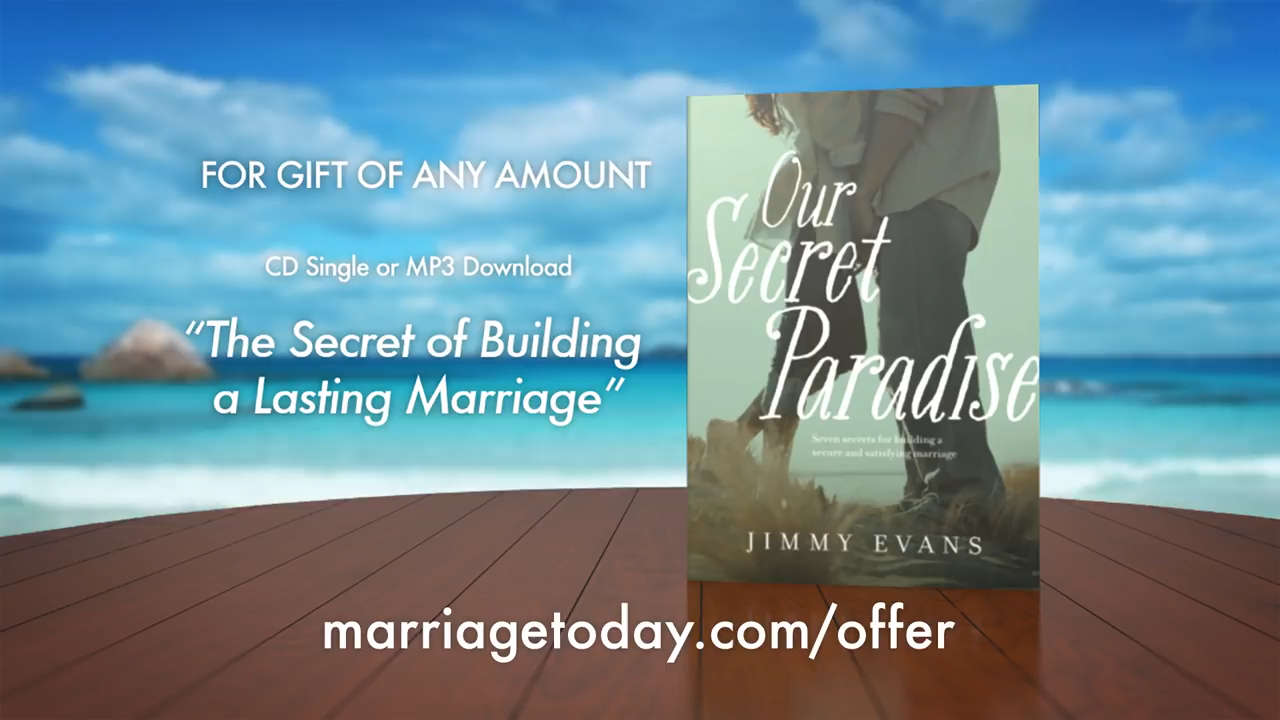 FOR GIFT OF ANY AMOUNT
CD Single or MP3 Download
“The Secret of Building
a Lasting Marriage”
Our
Secret
Paradise
Seven secrets for building a
secure and satisfying marriage
JIMMY EVANS
marriagetoday.com/offer